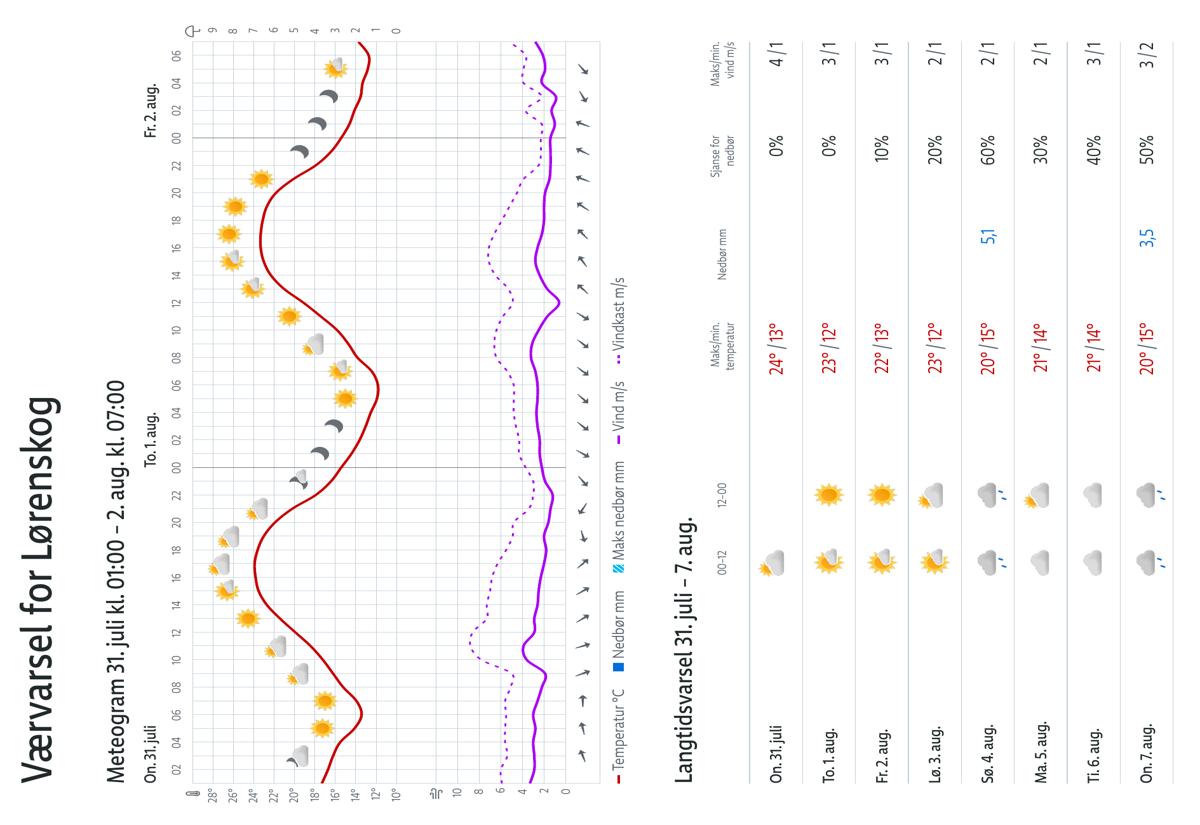 Værvarsel for Lørenskog
Meteogram 31. juli kl. 01:00 – 2. aug. kl. 07:00
On. 31. juli To. 1. aug. Fr. 2. aug.
02 04 06 08 10 12 14 16 18 20 22 00 02 04 06 08 10 12 14 16 18 20 22 00 02 04 06
28° 9
26° 8
24° 7
22° 6
20° 5
18° 4
16° 3
14° 2
12° 1
10° 0
10
8
6
4
2
0
Temperatur °C Nedbør mm Maks nedbør mm Vind m/s Vindkast m/s
Langtidsvarsel 31. juli – 7. aug.
00–12 12–00 Maks/min. temperatur Nedbør mm Sjanse for nedbør Maks/min. vind m/s
On. 31. juli 24° / 13° 0% 4 / 1
To. 1. aug. 23° / 12° 0% 3 / 1
Fr. 2. aug. 22° / 13° 10% 3 / 1
Lø. 3. aug. 23° / 12° 20% 2 / 1
Sø. 4. aug. 20° / 15° 5,1 60% 2 / 1
Ma. 5. aug. 21° / 14° 30% 2 / 1
Ti. 6. aug. 21° / 14° 40% 3 / 1
On. 7. aug. 20° / 15° 3,5 50% 3 / 2